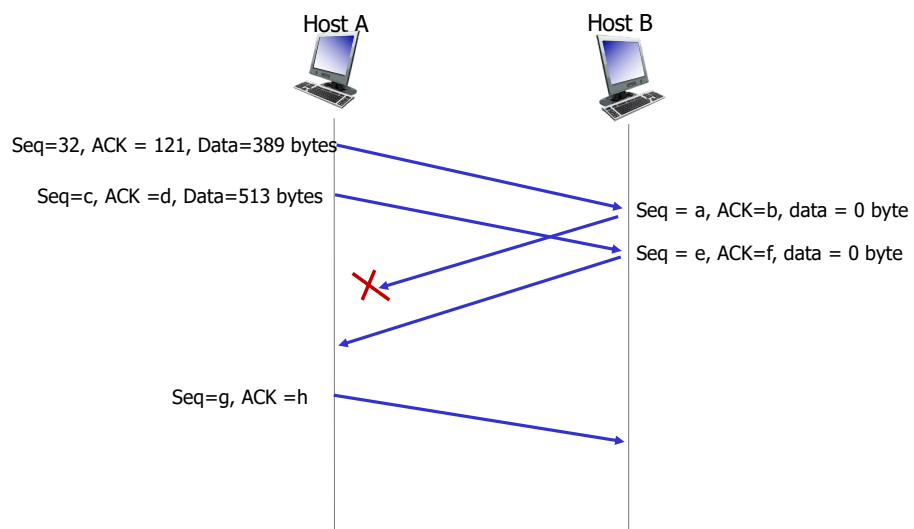 Host A
Host B
Seq=32, ACK = 121, Data=389 bytes
Seq=c, ACK =d, Data=513 bytes
Seq = a, ACK=b, data = 0 byte
Seq = e, ACK=f, data = 0 byte
Seq=g, ACK =h